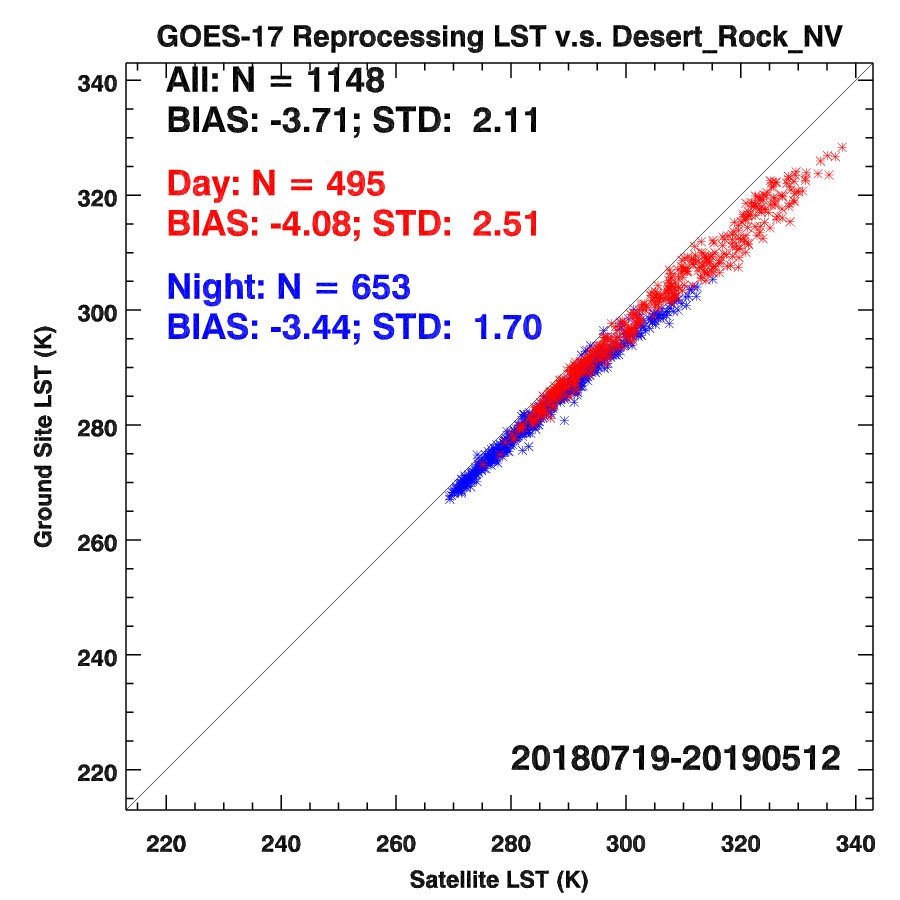 GOES-17 Reprocessing LST v.s. Desert_Rock_NV
All: N = 1148
BIAS: -3.71; STD: 2.11
Day: N = 495
BIAS: -4.08; STD: 2.51
Night: N = 653
BIAS: -3.44; STD: 1.70
340
320
300
280
260
240
220
Ground Site LST (K)
20180719-20190512
220 240 260 280 300 320 340
Satellite LST (K)